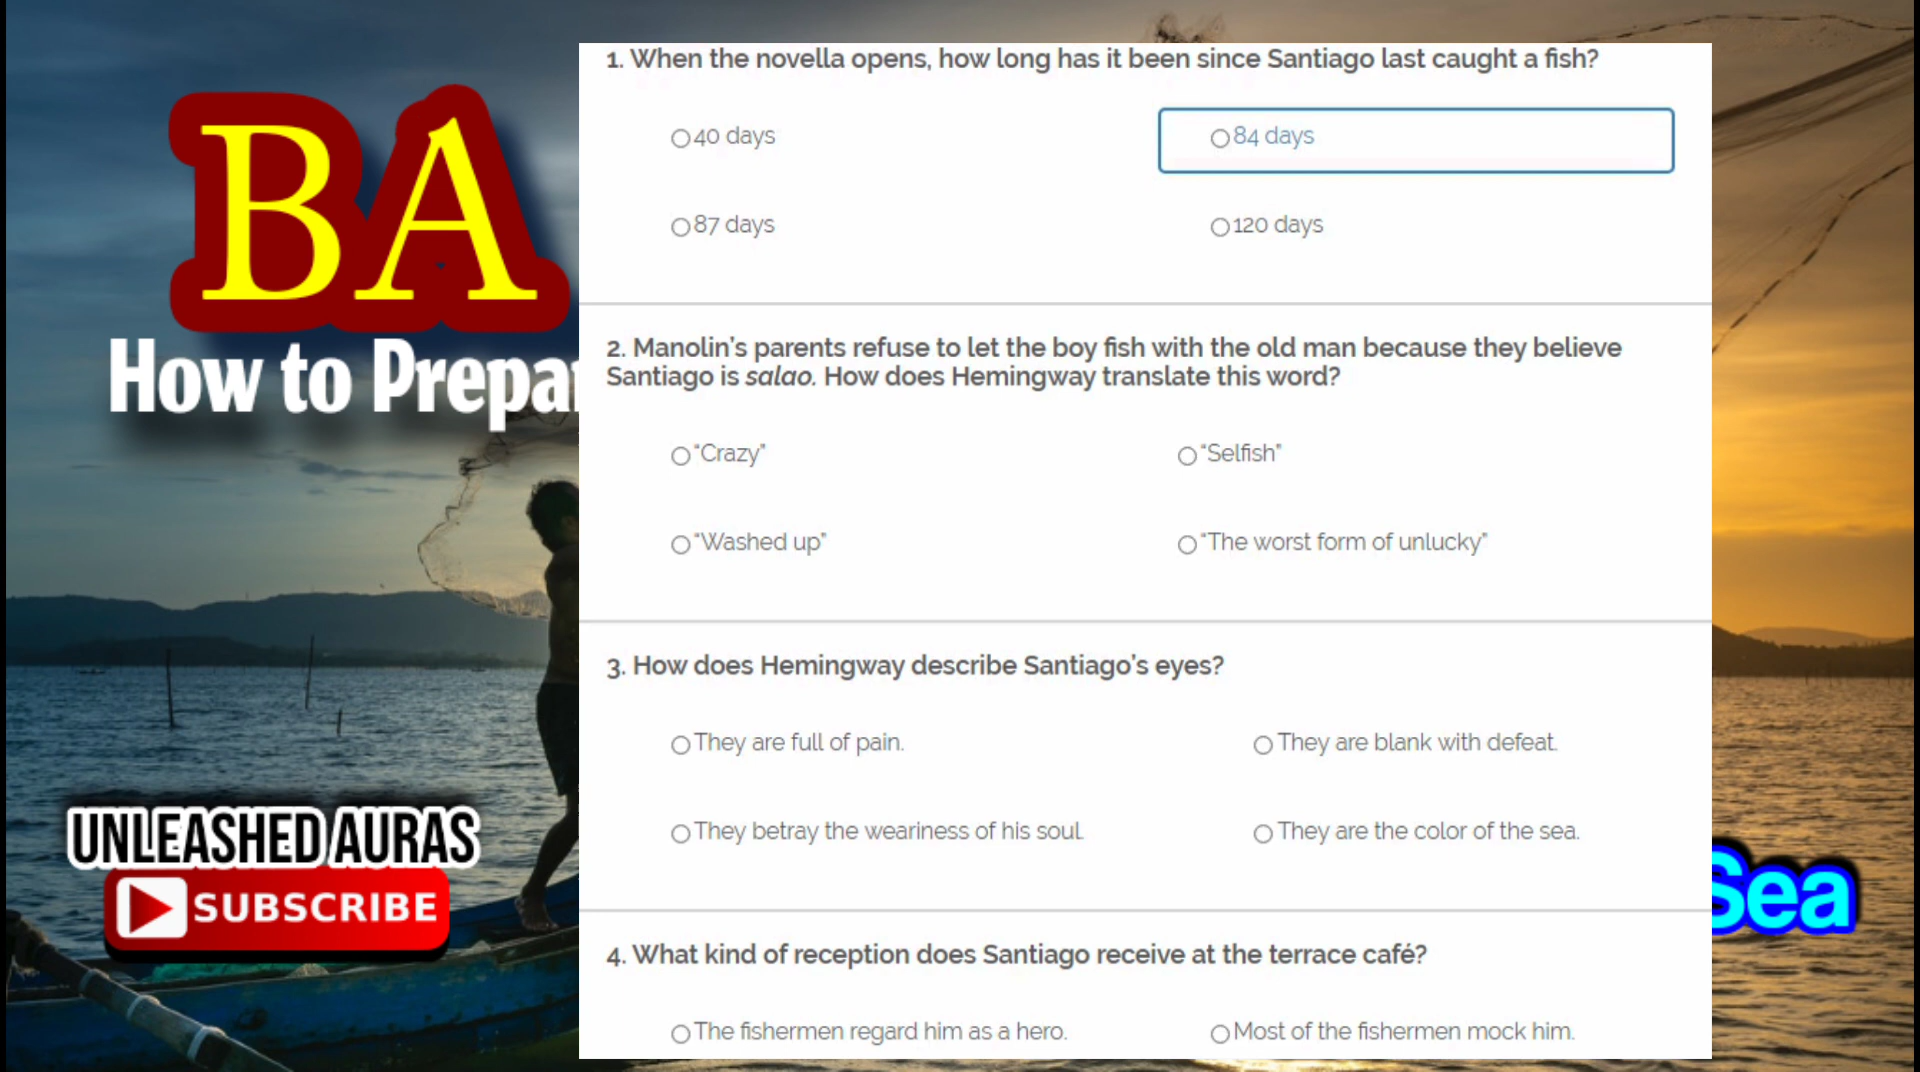 BA
How to Prepar
UNLEASHED AURAS
SUBSCRIBE
1. When the novella opens, how long has it been since Santiago last caught a fish?
40 days
84 days
87 days
120 days
2. Manolin's parents refuse to let the boy fish with the old man because they believe
Santiago is salao. How does Hemingway translate this word?
"Crazy"
"Selfish"
"Washed up"
"The worst form of unlucky"
3. How does Hemingway describe Santiago's eyes?
They are full of pain.
They are blank with defeat.
They betray the weariness of his soul.
They are the color of the sea.
4. What kind of reception does Santiago receive at the terrace café?
The fishermen regard him as a hero.
Most of the fishermen mock him.
Sea